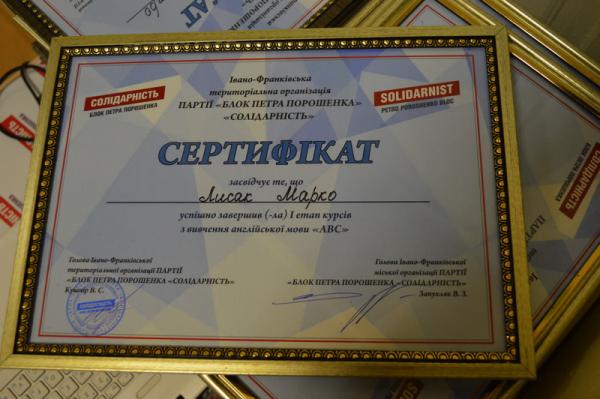 Івано-Франківська
територіальна організація
ПАРТІЇ «БЛОК ПЕТРА ПОРОШЕНКА»
«СОЛІДАРНІСТЬ»
СОЛІДАРНІСТЬ
БЛОК ПЕТРА ПОРОШЕНКА
SOLIDARNIST
PETRO POROSHENKO BLOC
СЕРТИФІКАТ
засвідчує те, що
Лисак Марко
успішно завершив (-ла) І етап курсів
з вивчення англійської мови «АВС»
Голова Івано-Франківської
територіальної організації ПАРТІЇ
«БЛОК ПЕТРА ПОРОШЕНКА «СОЛІДАРНІСТЬ»
Кушнір В. С.
Голова Івано-Франківської
міської організації ПАРТІЇ
«БЛОК ПЕТРА ПОРОШЕНКА «СОЛІДАРНІСТЬ»
Запухляк В. З.